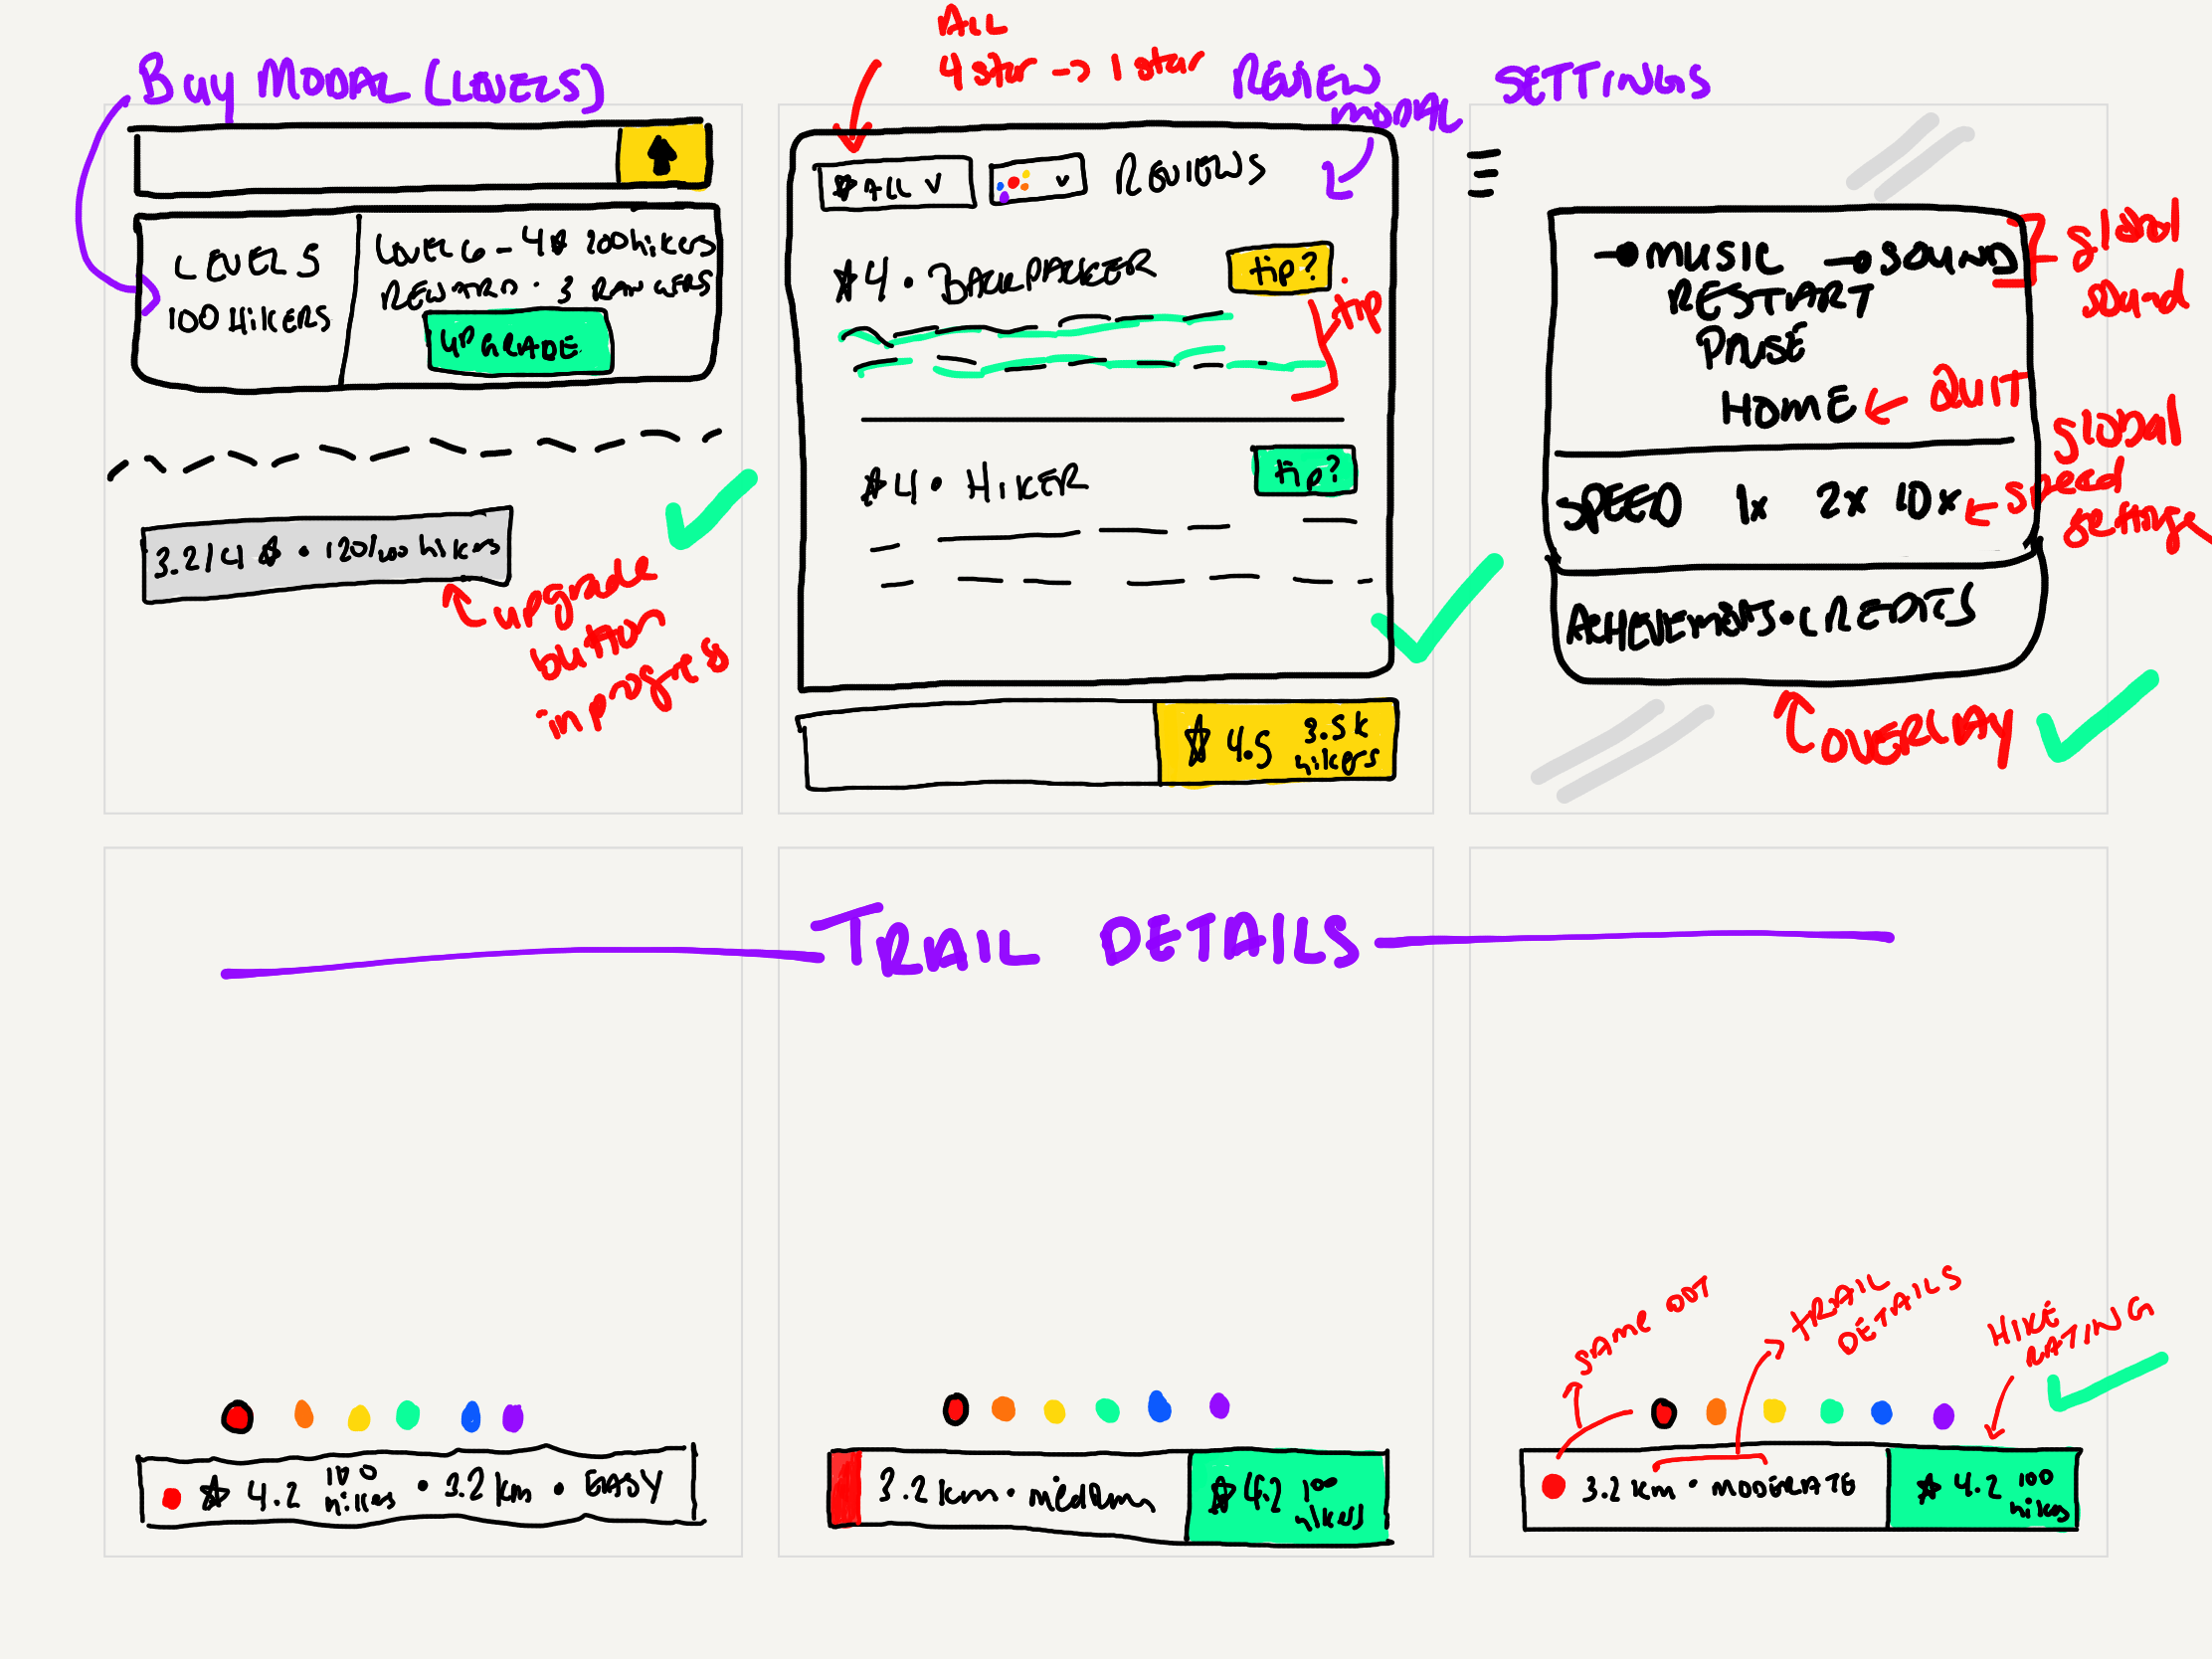 BUY MODAL (LEVELS)
LEVELS
100 HIKERS
LEVEL 6 - 4★ 200 hikers
REWARD · 3 RANGERS
UPGRADE
3.2/4 ★ · 120/100 hikers
upgrade
button
in progress
ALL
4 star -> 1 star
REVIEW
MODAL
★ ALL v
v
REVIEWS
★4 · BACKPACKER
tip?
tip
★4 · HIKER
tip?
★ 4.5
3.5k
hikers
SETTINGS
MUSIC
SOUND
global
sound
RESTART
PAUSE
HOME
QUIT
SPEED 1x 2x 10x
global
speed
settings
ACHIEVEMENTS · CREDITS
OVERLAY
TRAIL DETAILS
★ 4.2 100 hikers · 3.2 km · EASY
3.2 km · medium
★ 4.2 100
hikers
SAME DOT
TRAIL
DETAILS
HIKE
RATING
3.2 km · MODERATE
★ 4.2 100
hikers